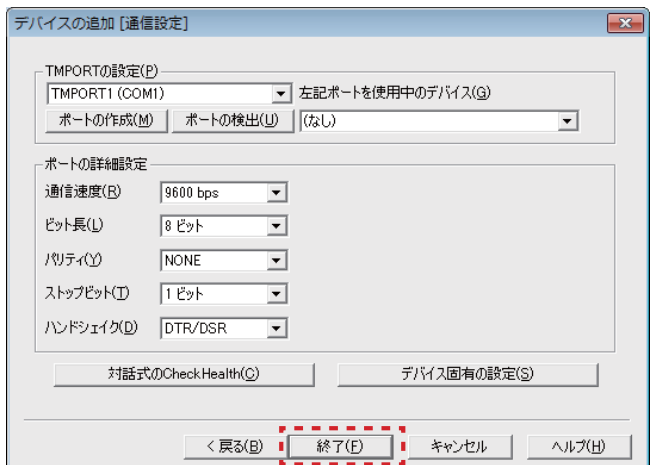 デバイスの追加 [通信設定]
TMPORTの設定(P)
TMPORT1 (COM1) 左記ポートを使用中のデバイス(G)
ポートの作成(M) ポートの検出(U) (なし)
ポートの詳細設定
通信速度(R) 9600 bps
ビット長(L) 8 ビット
パリティ(Y) NONE
ストップビット(T) 1 ビット
ハンドシェイク(D) DTR/DSR
対話式のCheckHealth(C) デバイス固有の設定(S)
< 戻る(B) 終了(F) キャンセル ヘルプ(H)